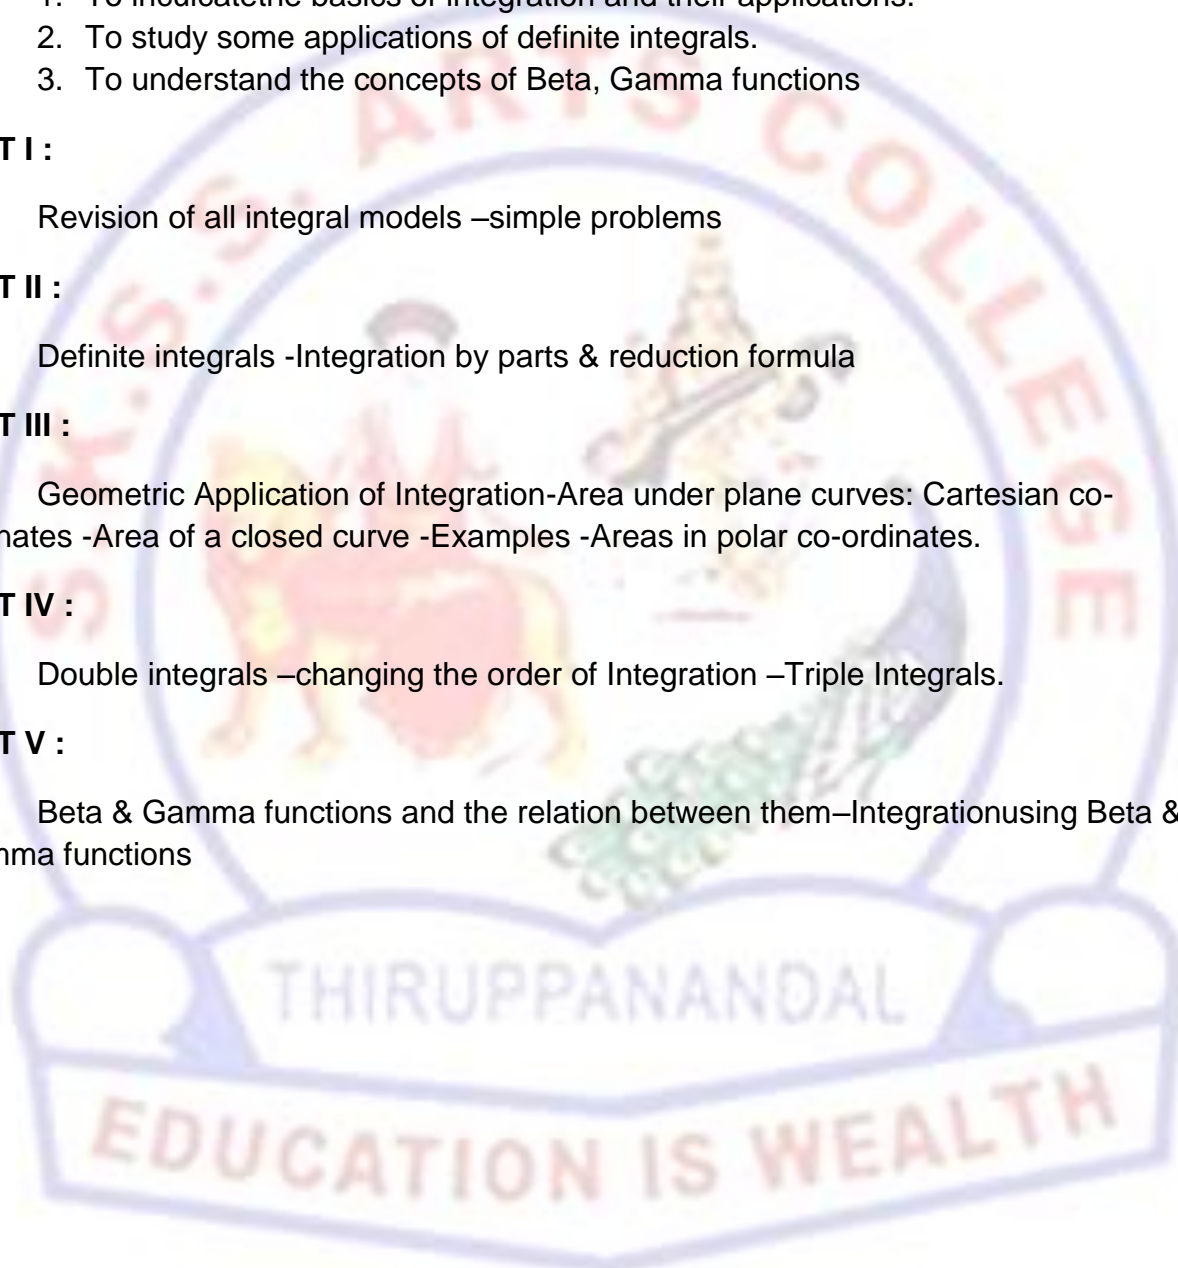 1. To inculcatethe basics of integration and their applications.
2. To study some applications of definite integrals.
3. To understand the concepts of Beta, Gamma functions
T I :
Revision of all integral models –simple problems
T II :
Definite integrals -Integration by parts & reduction formula
T III :
Geometric Application of Integration-Area under plane curves: Cartesian co-
nates -Area of a closed curve -Examples -Areas in polar co-ordinates.
T IV :
Double integrals –changing the order of Integration –Triple Integrals.
T V :
Beta & Gamma functions and the relation between them–Integrationusing Beta &
mma functions
S.K.S.S. ARTS COLLEGE
THIRUPPANANDAL
EDUCATION IS WEALTH